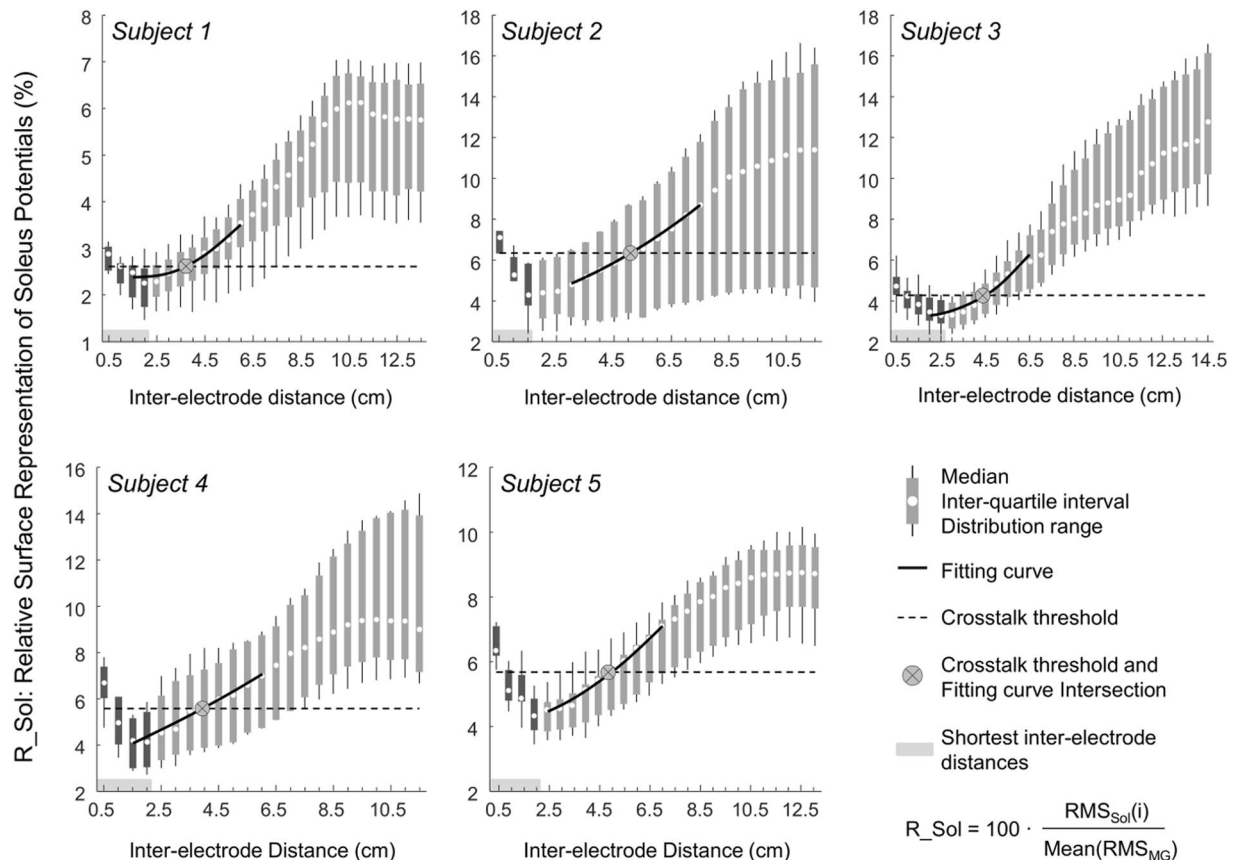 R_Sol: Relative Surface Representation of Soleus Potentials (%)
Subject 1
8
7
6
5
4
3
2
1
0.5 2.5 4.5 6.5 8.5 10.5 12.5
Inter-electrode distance (cm)
Subject 2
18
16
14
12
10
8
6
4
2
0.5 2.5 4.5 6.5 8.5 10.5
Inter-electrode distance (cm)
Subject 3
18
16
14
12
10
8
6
4
2
0.5 2.5 4.5 6.5 8.5 10.5 12.5 14.5
Inter-electrode distance (cm)
Subject 4
16
14
12
10
8
6
4
2
0.5 2.5 4.5 6.5 8.5 10.5
Inter-electrode Distance (cm)
Subject 5
12
10
8
6
4
2
0.5 2.5 4.5 6.5 8.5 10.5 12.5
Inter-electrode Distance (cm)
Median
Inter-quartile interval
Distribution range
Fitting curve
Crosstalk threshold
Crosstalk threshold and
Fitting curve Intersection
Shortest inter-electrode
distances
R_Sol = 100 · RMS_Sol(i) / Mean(RMS_MG)